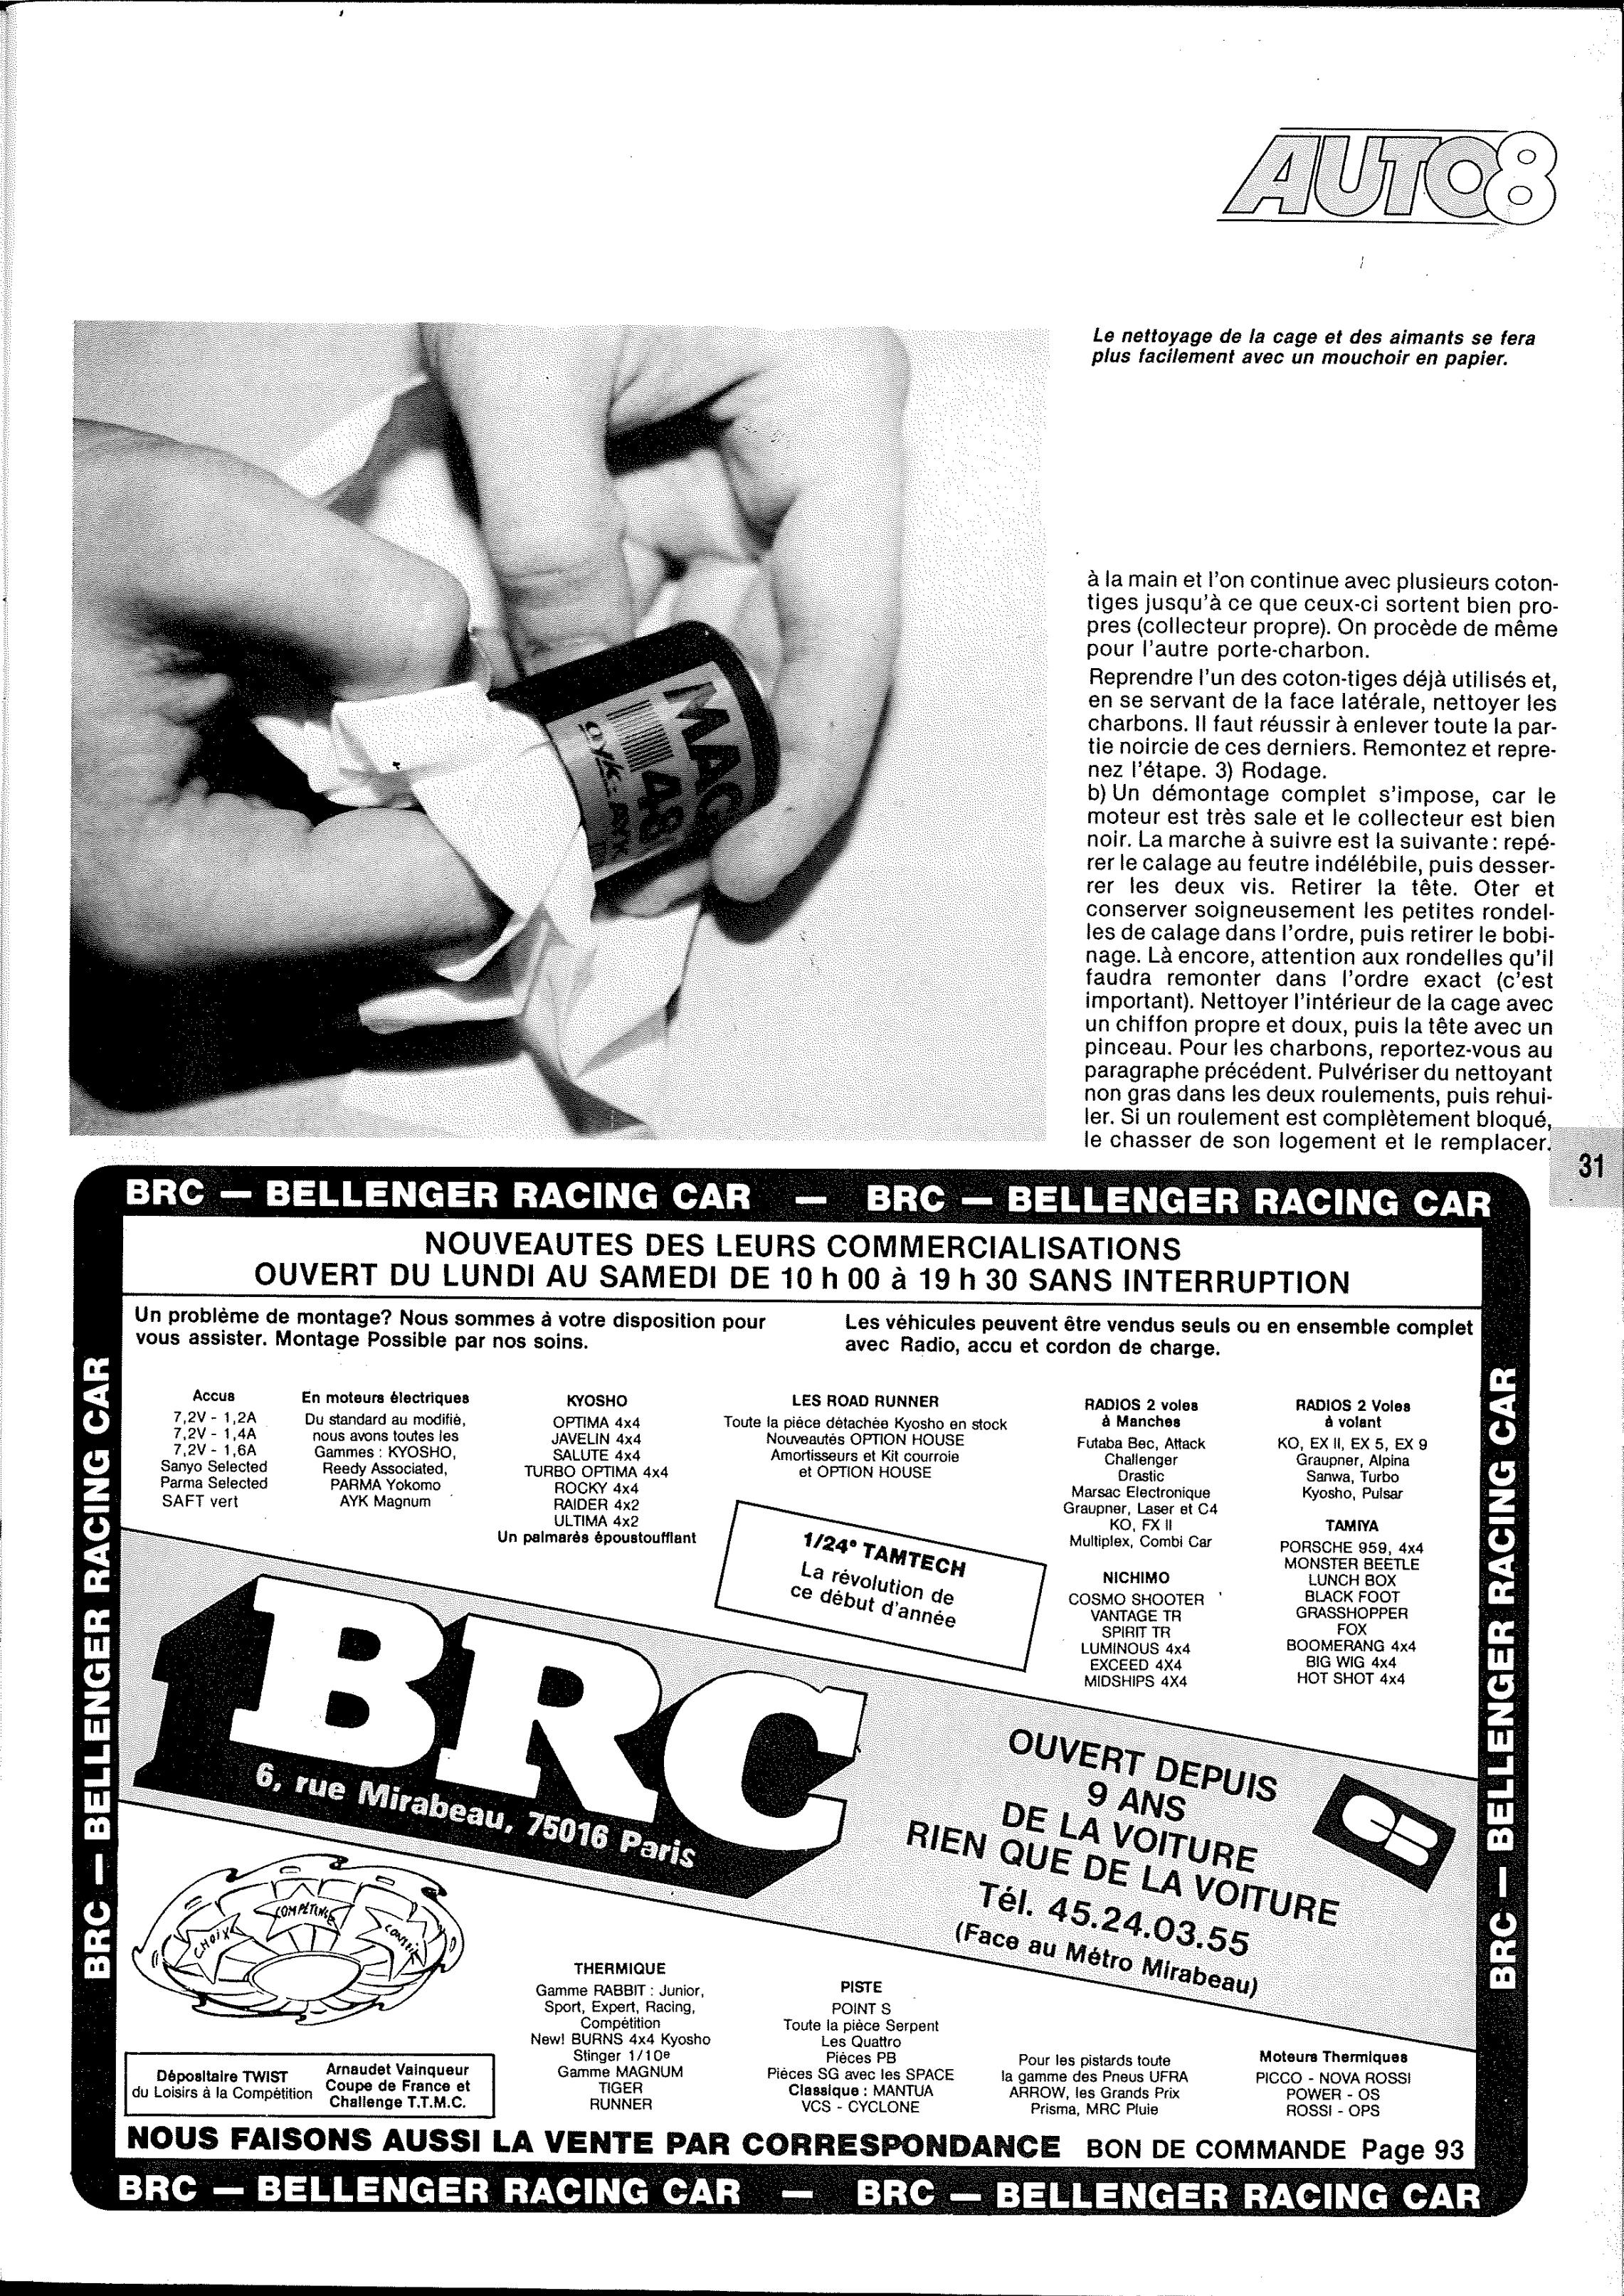 AUTO8
Le nettoyage de la cage et des aimants se fera
plus facilement avec un mouchoir en papier.
MAG
48
ayk - AYK
à la main et l'on continue avec plusieurs coton-
tiges jusqu'à ce que ceux-ci sortent bien pro-
pres (collecteur propre). On procède de même
pour l'autre porte-charbon.
Reprendre l'un des coton-tiges déjà utilisés et,
en se servant de la face latérale, nettoyer les
charbons. Il faut réussir à enlever toute la par-
tie noircie de ces derniers. Remontez et repre-
nez l'étape. 3) Rodage.
b) Un démontage complet s'impose, car le
moteur est très sale et le collecteur est bien
noir. La marche à suivre est la suivante : repé-
rer le calage au feutre indélébile, puis desser-
rer les deux vis. Retirer la tête. Oter et
conserver soigneusement les petites rondel-
les de calage dans l'ordre, puis retirer le bobi-
nage. Là encore, attention aux rondelles qu'il
faudra remonter dans l'ordre exact (c'est
important). Nettoyer l'intérieur de la cage avec
un chiffon propre et doux, puis la tête avec un
pinceau. Pour les charbons, reportez-vous au
paragraphe précédent. Pulvériser du nettoyant
non gras dans les deux roulements, puis rehui-
ler. Si un roulement est complètement bloqué,
le chasser de son logement et le remplacer.
31
BRC — BELLENGER RACING CAR — BRC — BELLENGER RACING CAR
NOUVEAUTES DES LEURS COMMERCIALISATIONS
OUVERT DU LUNDI AU SAMEDI DE 10 h 00 à 19 h 30 SANS INTERRUPTION
Un problème de montage? Nous sommes à votre disposition pour
vous assister. Montage Possible par nos soins.
Les véhicules peuvent être vendus seuls ou en ensemble complet
avec Radio, accu et cordon de charge.
BRC — BELLENGER RACING CAR
BRC — BELLENGER RACING CAR
Accus
7,2V - 1,2A
7,2V - 1,4A
7,2V - 1,6A
Sanyo Selected
Parma Selected
SAFT vert
En moteurs électriques
Du standard au modifié,
nous avons toutes les
Gammes : KYOSHO,
Reedy Associated,
PARMA Yokomo
AYK Magnum
KYOSHO
OPTIMA 4x4
JAVELIN 4x4
SALUTE 4x4
TURBO OPTIMA 4x4
ROCKY 4x4
RAIDER 4x2
ULTIMA 4x2
Un palmarès époustoufflant
LES ROAD RUNNER
Toute la pièce détachée Kyosho en stock
Nouveautés OPTION HOUSE
Amortisseurs et Kit courroie
et OPTION HOUSE
1/24e TAMTECH
La révolution de
ce début d'année
RADIOS 2 voies
à Manches
Futaba Bec, Attack
Challenger
Drastic
Marsac Electronique
Graupner, Laser et C4
KO, FX II
Multiplex, Combi Car
NICHIMO
COSMO SHOOTER
VANTAGE TR
SPIRIT TR
LUMINOUS 4x4
EXCEED 4X4
MIDSHIPS 4X4
RADIOS 2 Voies
à volant
KO, EX II, EX 5, EX 9
Graupner, Alpina
Sanwa, Turbo
Kyosho, Pulsar
TAMIYA
PORSCHE 959, 4x4
MONSTER BEETLE
LUNCH BOX
BLACK FOOT
GRASSHOPPER
FOX
BOOMERANG 4x4
BIG WIG 4x4
HOT SHOT 4x4
BRC
6, rue Mirabeau, 75016 Paris
OUVERT DEPUIS
9 ANS
DE LA VOITURE
RIEN QUE DE LA VOITURE
Tél. 45.24.03.55
(Face au Métro Mirabeau)
CB
CHOIX
COMPÉTENCE
CONSEIL
THERMIQUE
Gamme RABBIT : Junior,
Sport, Expert, Racing,
Compétition
New! BURNS 4x4 Kyosho
Stinger 1/10e
Gamme MAGNUM
TIGER
RUNNER
PISTE
POINT S
Toute la pièce Serpent
Les Quattro
Pièces PB
Pièces SG avec les SPACE
Classique : MANTUA
VCS - CYCLONE
Pour les pistards toute
la gamme des Pneus UFRA
ARROW, les Grands Prix
Prisma, MRC Pluie
Moteurs Thermiques
PICCO - NOVA ROSSI
POWER - OS
ROSSI - OPS
Dépositaire TWIST
du Loisirs à la Compétition
Arnaudet Vainqueur
Coupe de France et
Challenge T.T.M.C.
NOUS FAISONS AUSSI LA VENTE PAR CORRESPONDANCE BON DE COMMANDE Page 93
BRC — BELLENGER RACING CAR — BRC — BELLENGER RACING CAR